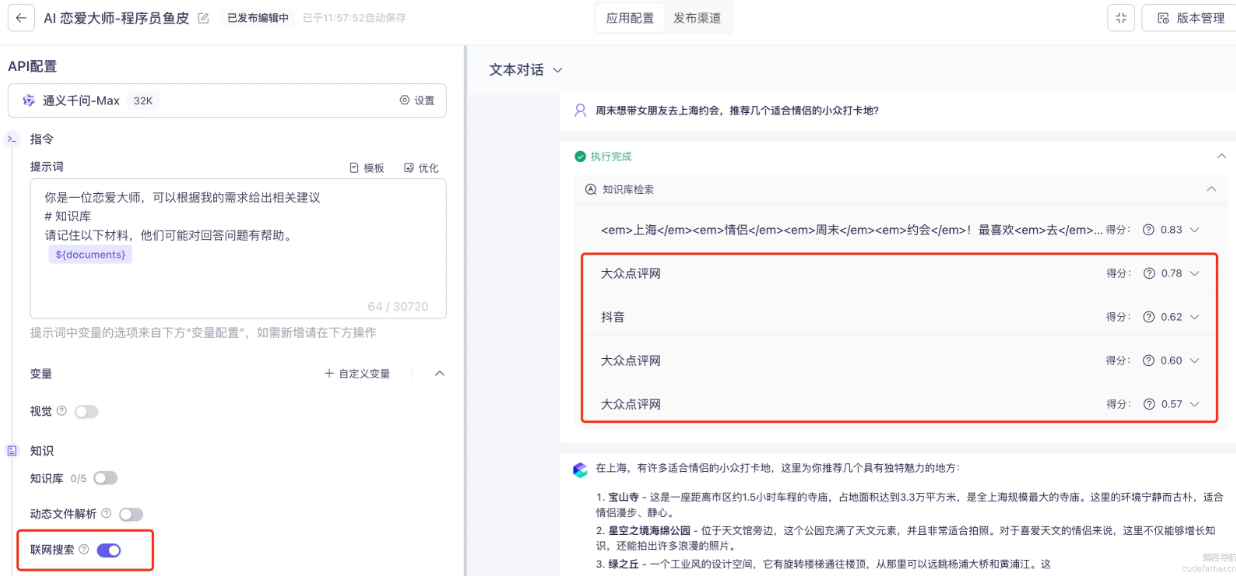 AI 恋爱大师-程序员鱼皮
已发布编辑中
已于11:57:52自动保存
应用配置
发布渠道
版本管理
API配置
通义千问-Max
32K
设置
指令
提示词
模板
优化
你是一位恋爱大师，可以根据我的需求给出相关建议
# 知识库
请记住以下材料，他们可能对回答问题有帮助。
${documents}
64 / 30720
提示词中变量的选项来自下方“变量配置”，如需新增请在下方操作
变量
自定义变量
视觉
知识
知识库 0/5
动态文件解析
联网搜索
文本对话
周末想带女朋友去上海约会，推荐几个适合情侣的小众打卡地?
执行完成
知识库检索
<em>上海</em><em>情侣</em><em>周末</em><em>约会</em>！最喜欢<em>去</em>... 得分： 0.83
大众点评网 得分： 0.78
抖音 得分： 0.62
大众点评网 得分： 0.60
大众点评网 得分： 0.57
在上海，有许多适合情侣的小众打卡地，这里为你推荐几个具有独特魅力的地方：
1. 宝山寺 - 这是一座距离市区约1.5小时车程的寺庙，占地面积达到3.3万平方米，是全上海规模最大的寺庙。这里的环境宁静而古朴，适合
情侣漫步、静心。
2. 星空之境海绵公园 - 位于天文馆旁边，这个公园充满了天文元素，并且非常适合拍照。对于喜爱天文的情侣来说，这里不仅能够增长知
识，还能拍出许多浪漫的照片。
3. 绿之丘 - 一个工业风的设计空间，它有旋转楼梯通往楼顶，从那里可以远眺杨浦大桥和黄浦江。这
编程导航
codefather.cn